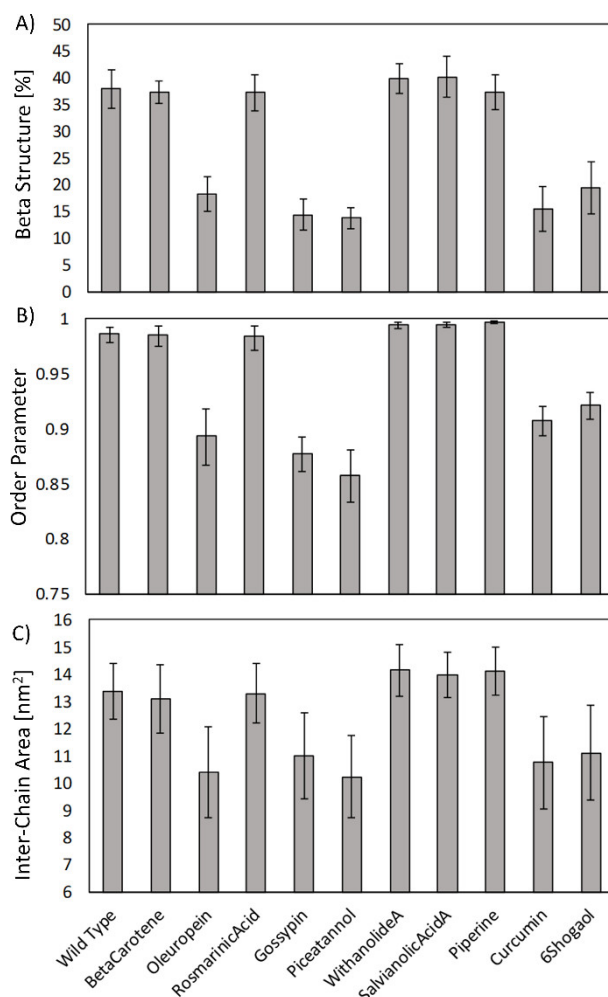 A)
Beta Structure [%]
50
45
40
35
30
25
20
15
10
5
0
B)
Order Parameter
1
0.95
0.9
0.85
0.8
0.75
C)
Inter-Chain Area [nm²]
16
15
14
13
12
11
10
9
8
7
6
Wild Type
BetaCarotene
Oleuropein
RosmarinicAcid
Gossypin
Piceatannol
WithanolideA
SalvianolicAcidA
Piperine
Curcumin
6Shogaol